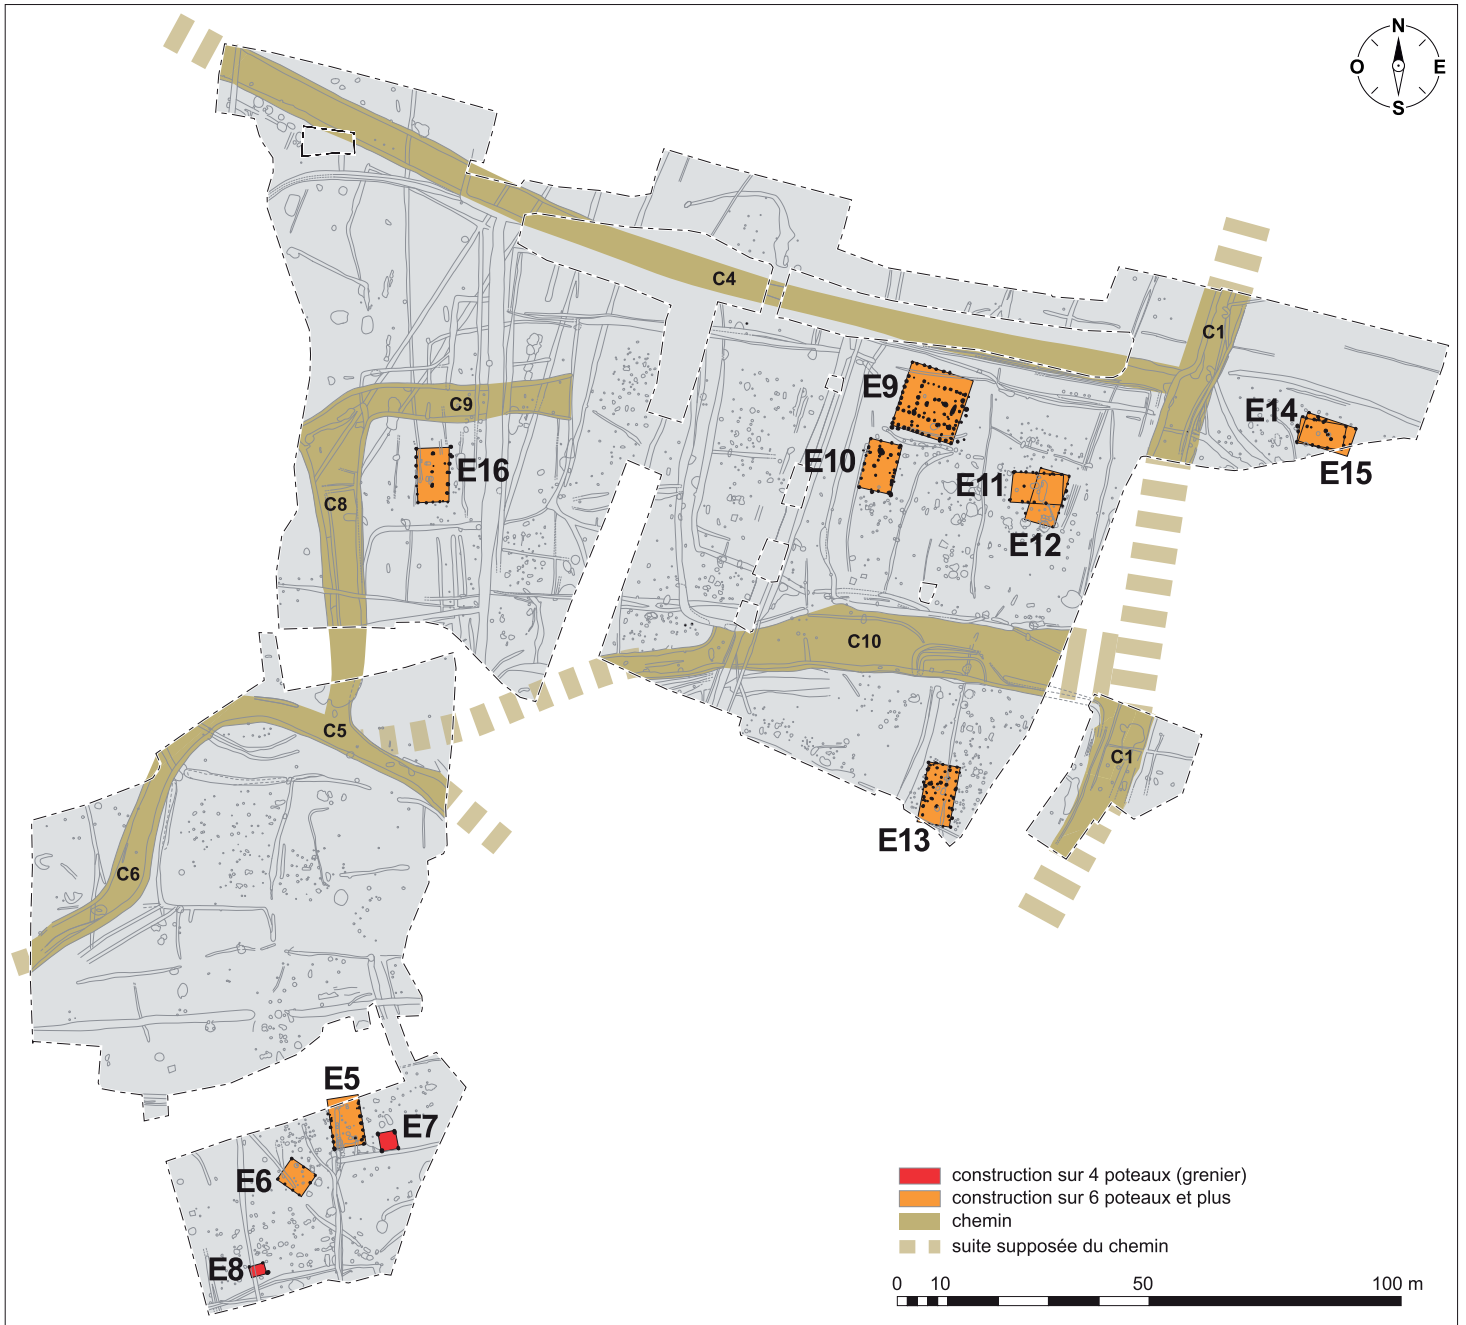 N
O
E
S
C4
C1
C9
E9
E14
E16
E10
E11
E15
C8
E12
C10
C5
C1
E13
C6
E5
E7
E6
E8
construction sur 4 poteaux (grenier)
construction sur 6 poteaux et plus
chemin
suite supposée du chemin
0 10 50 100 m